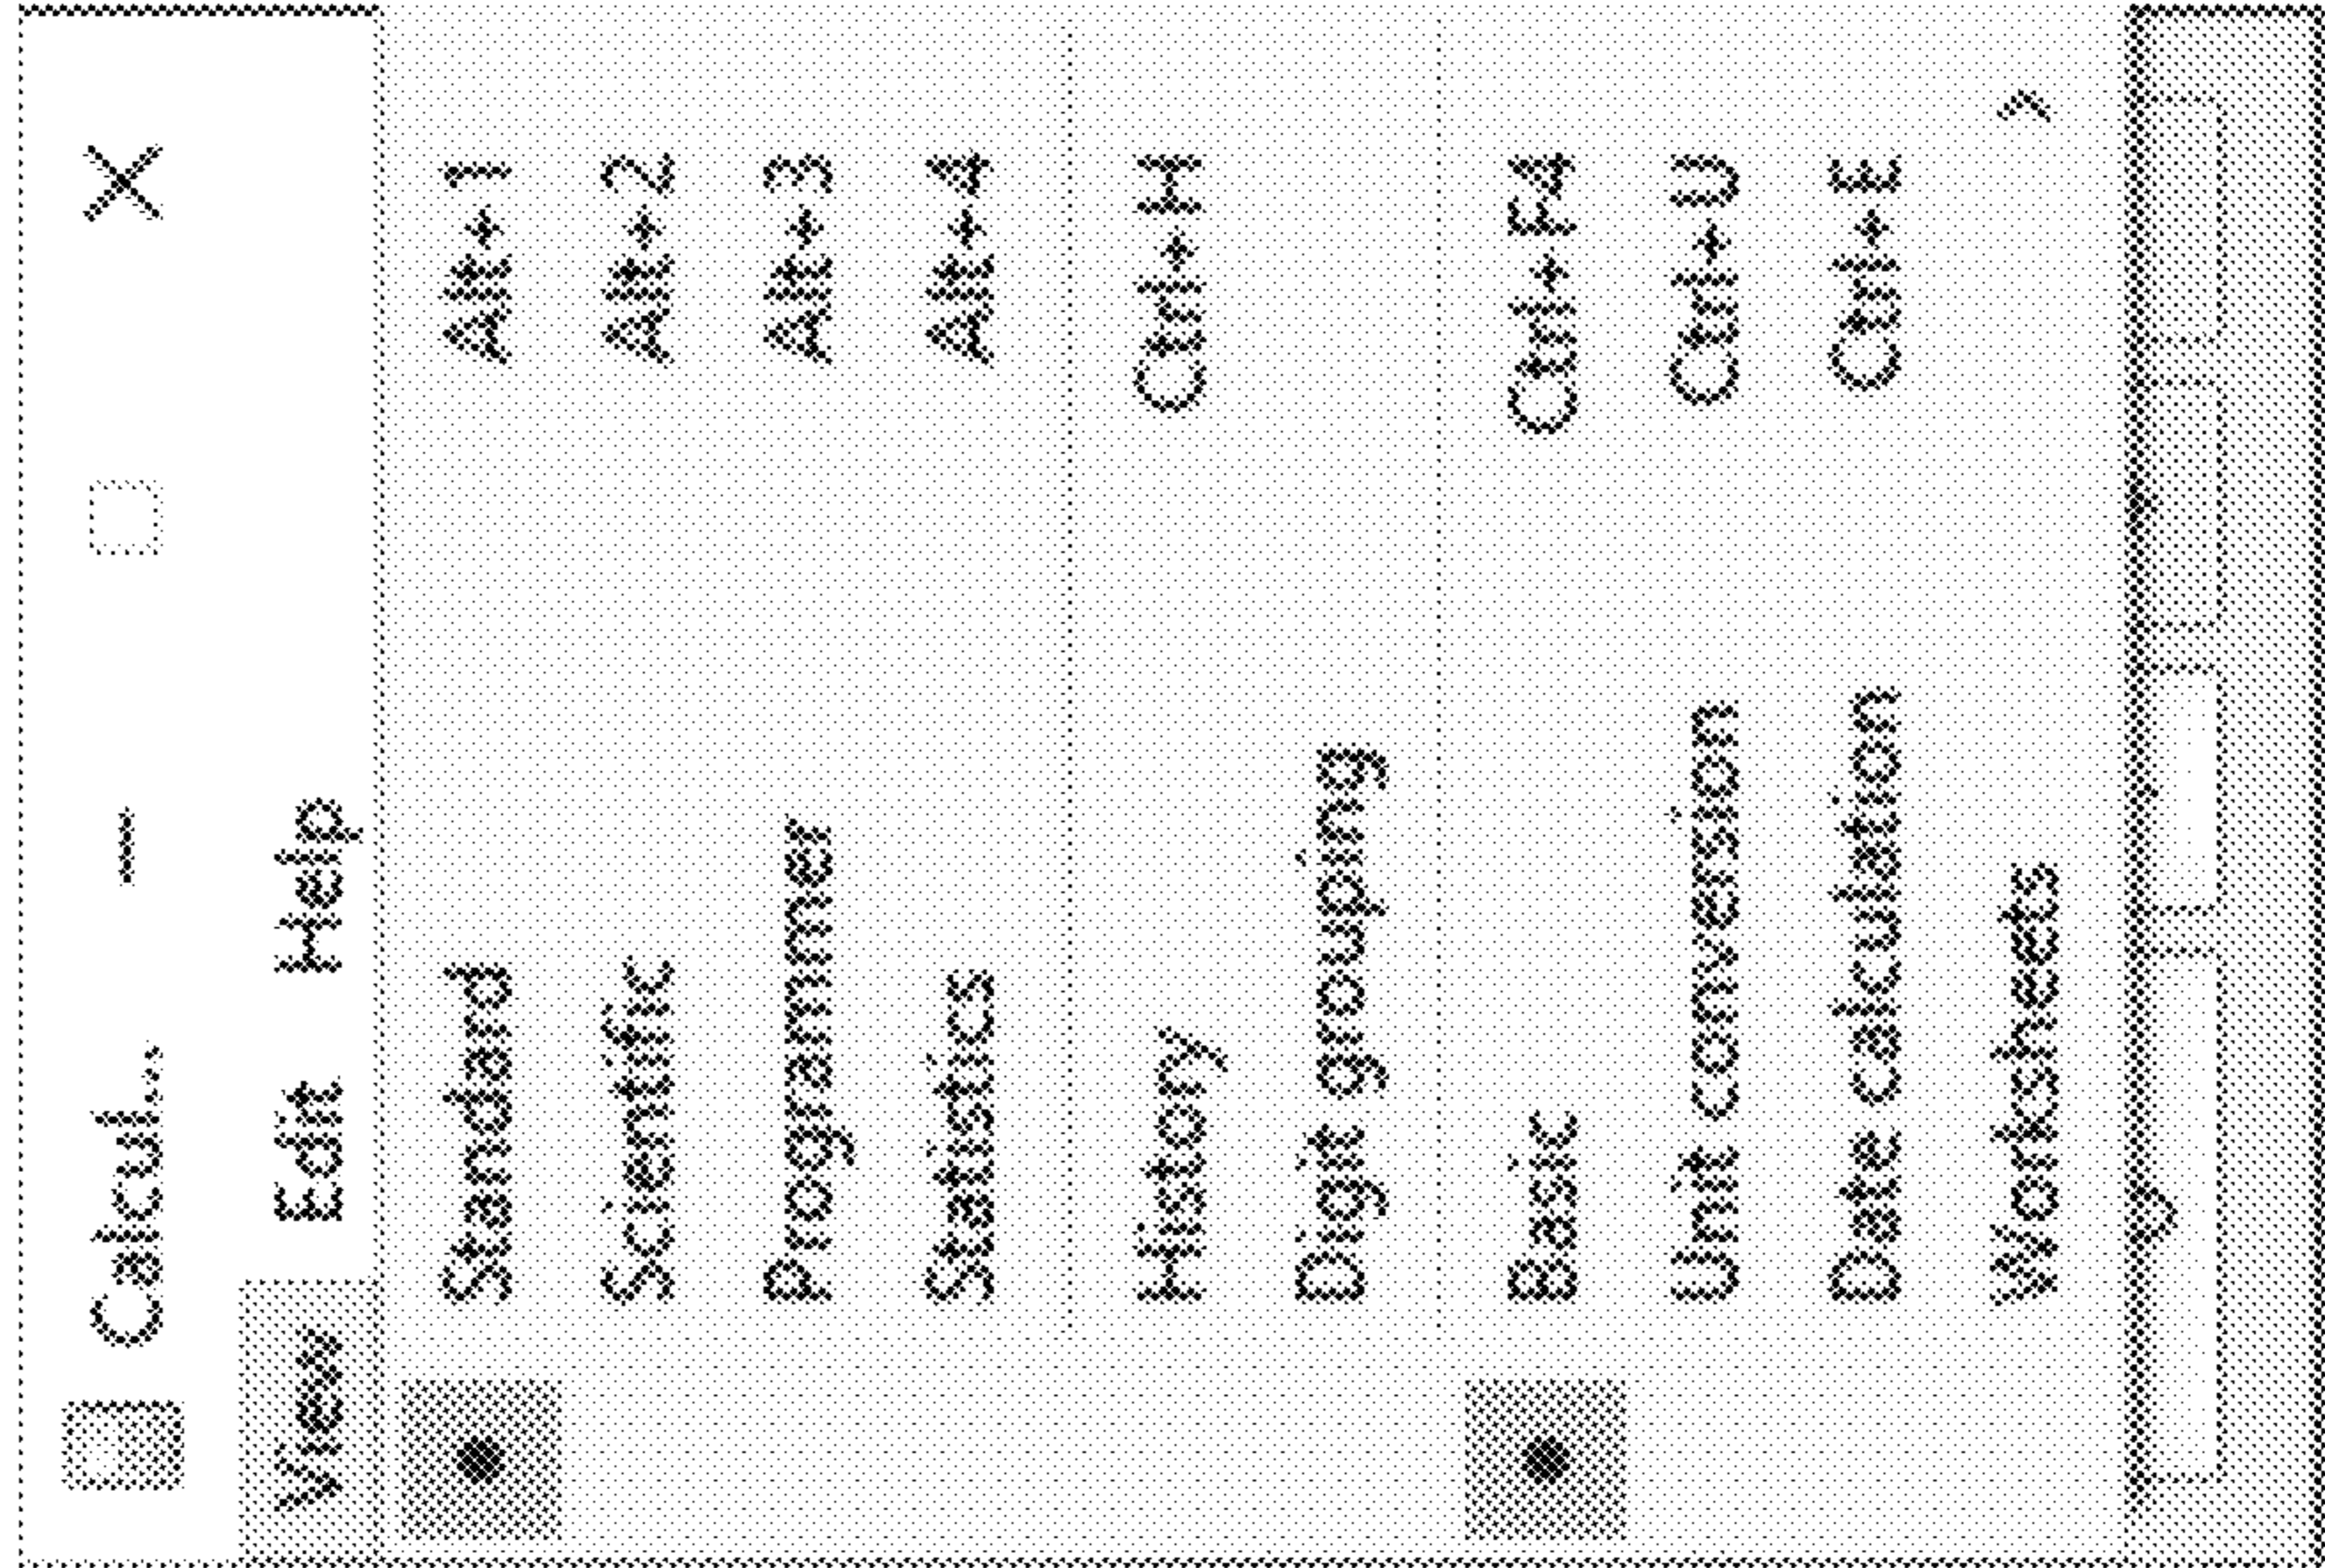 Calcul...
View Edit Help
Standard Alt+1
Scientific Alt+2
Programmer Alt+3
Statistics Alt+4
History Ctrl+H
Digit grouping
Basic Ctrl+F4
Unit conversion Ctrl+U
Date calculation Ctrl+E
Worksheets